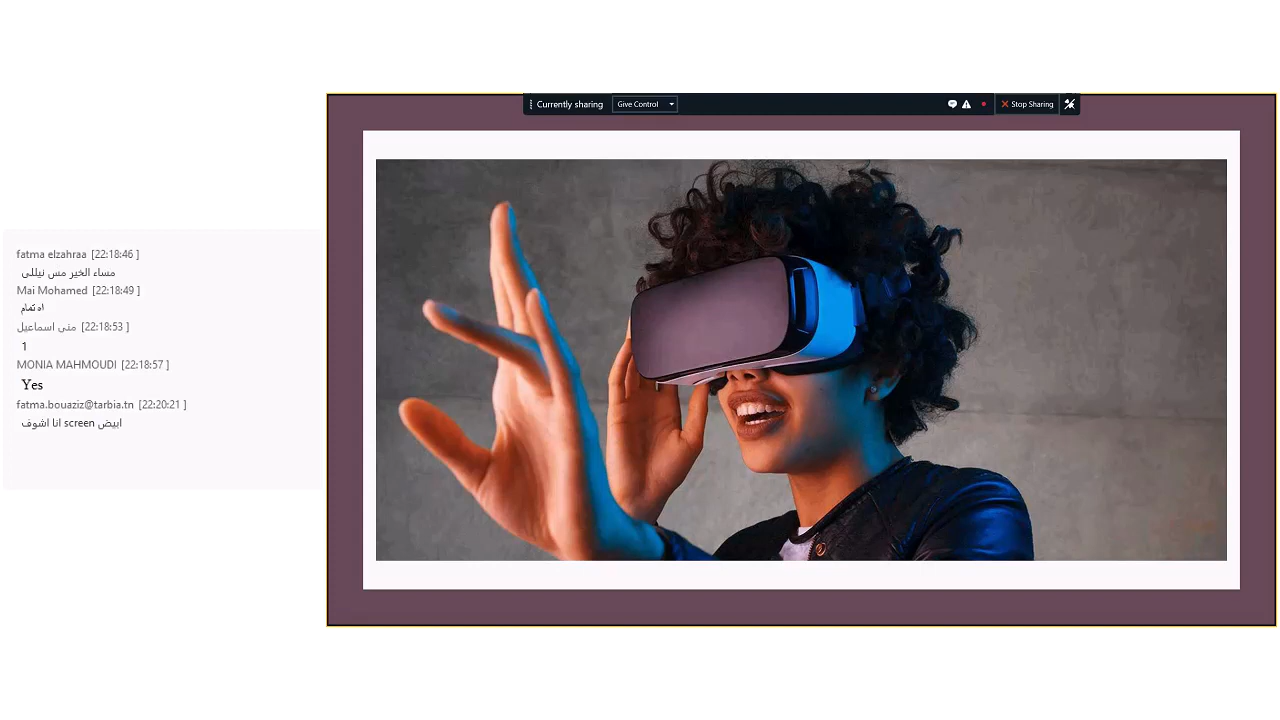 Currently sharing
Give Control
Stop Sharing
fatma elzahraa [22:18:46 ]
مساء الخير مس نيللى
Mai Mohamed [22:18:49 ]
اه تمام
منى اسماعيل [22:18:53 ]
1
MONIA MAHMOUDI [22:18:57 ]
Yes
fatma.bouaziz@tarbia.tn [22:20:21 ]
انا اشوف screen ابيض